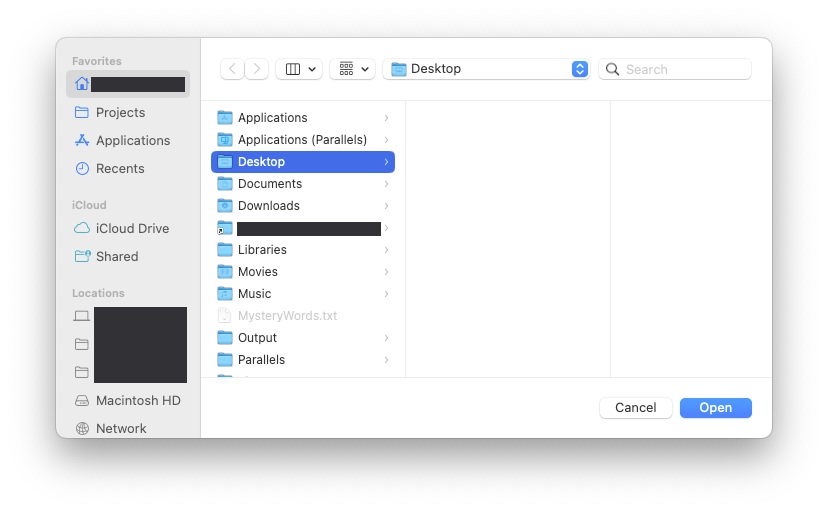 Favorites
Projects
Applications
Recents
iCloud
iCloud Drive
Shared
Locations
Macintosh HD
Network
Desktop
Search
Applications
Applications (Parallels)
Desktop
Documents
Downloads
Libraries
Movies
Music
MysteryWords.txt
Output
Parallels
Cancel
Open